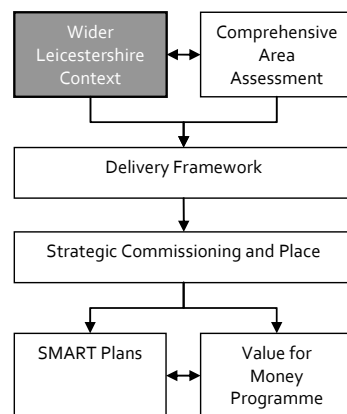 Wider
Leicestershire
Context
Comprehensive
Area
Assessment
Delivery Framework
Strategic Commissioning and Place
SMART Plans
Value for
Money
Programme